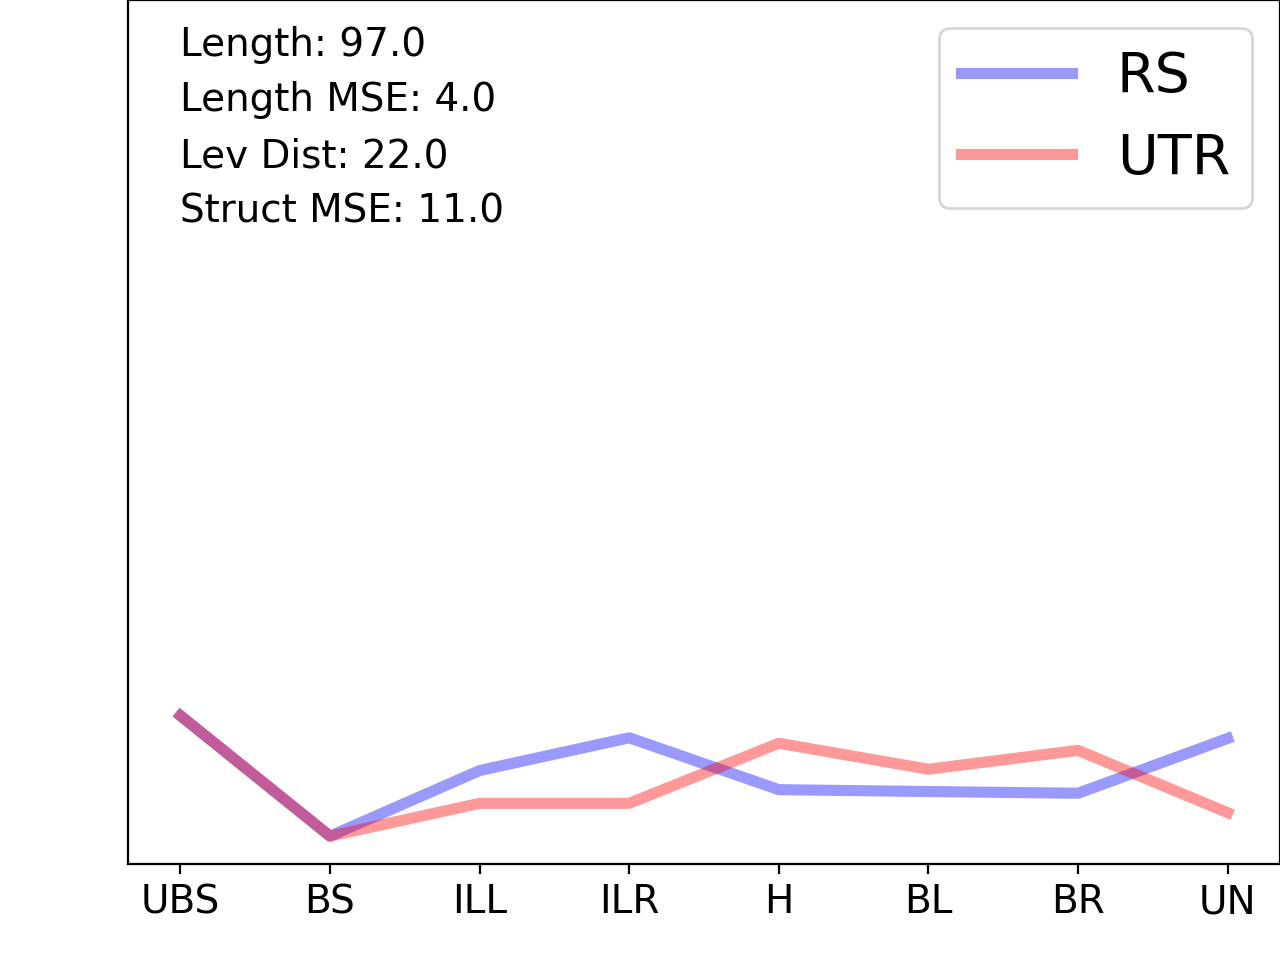 Length: 97.0
Length MSE: 4.0
Lev Dist: 22.0
Struct MSE: 11.0
RS
UTR
UBS BS ILL ILR H BL BR UN